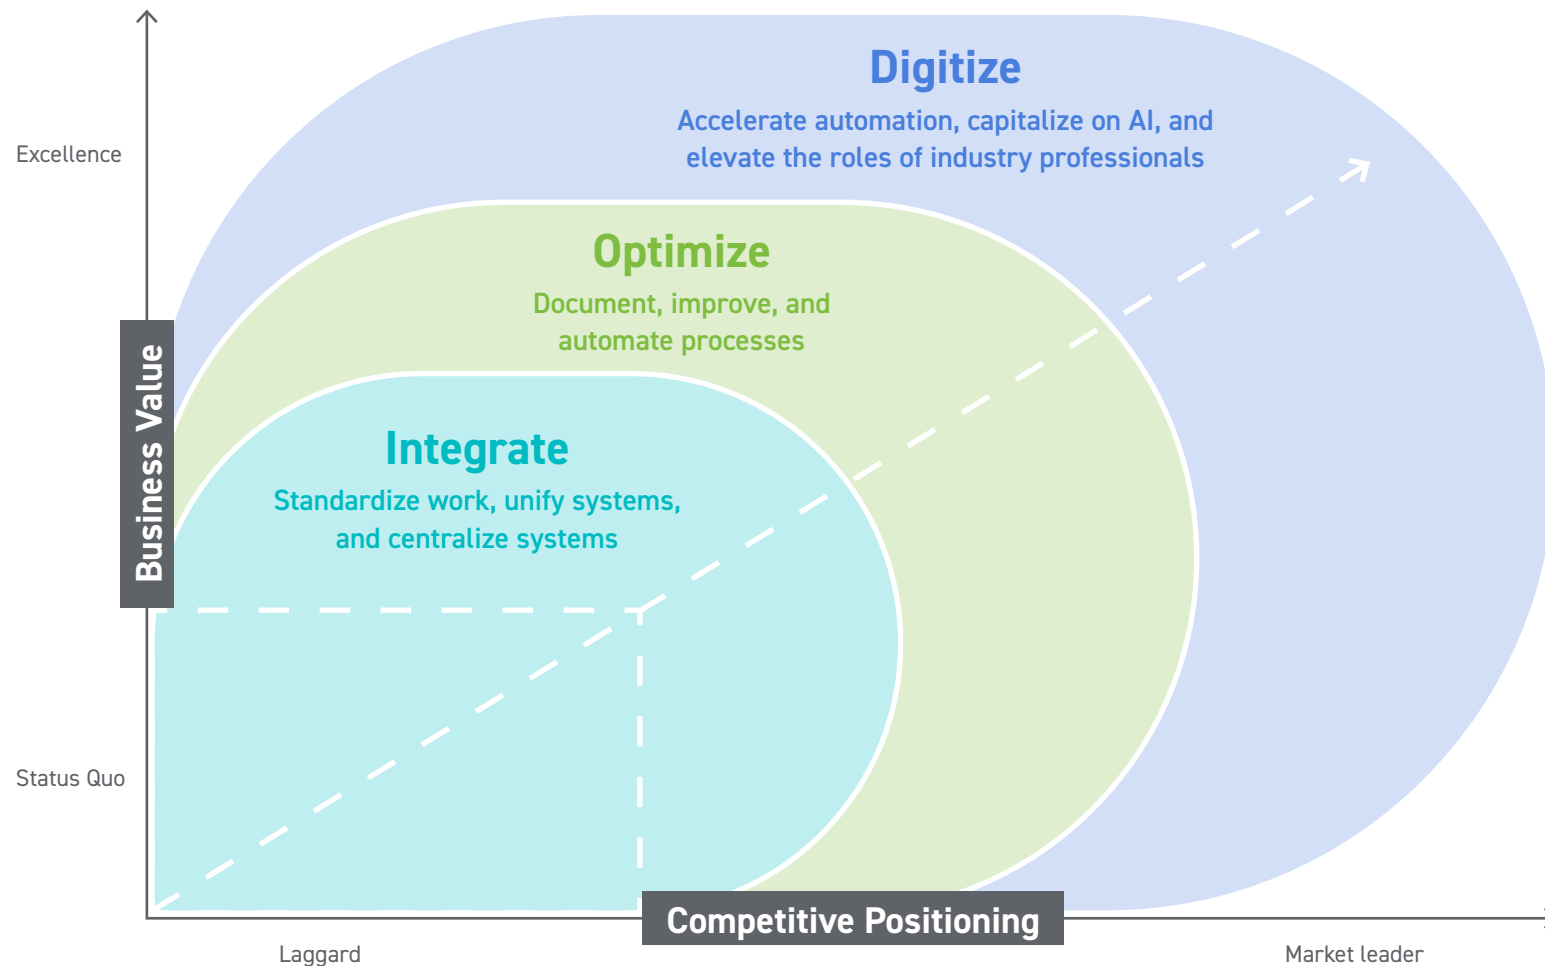 Digitize
Accelerate automation, capitalize on AI, and
elevate the roles of industry professionals
Excellence
Optimize
Document, improve, and
automate processes
Business Value
Integrate
Standardize work, unify systems,
and centralize systems
Status Quo
Competitive Positioning
Laggard
Market leader